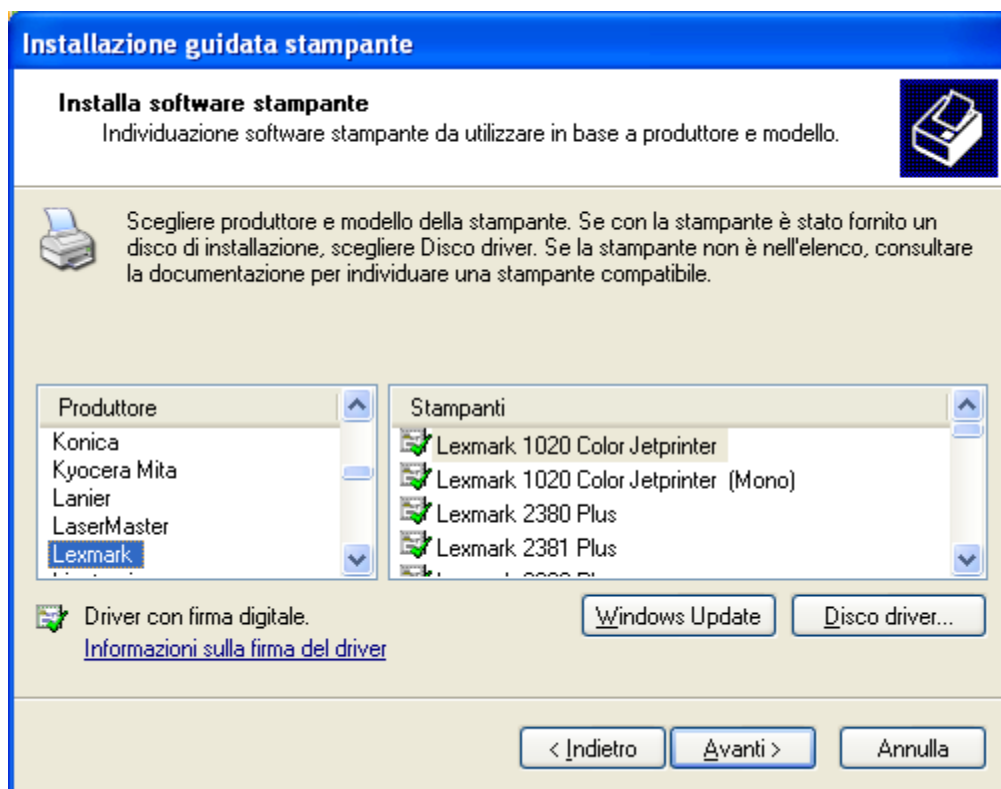 Installazione guidata stampante
Installa software stampante
Individuazione software stampante da utilizzare in base a produttore e modello.
Scegliere produttore e modello della stampante. Se con la stampante è stato fornito un
disco di installazione, scegliere Disco driver. Se la stampante non è nell'elenco, consultare
la documentazione per individuare una stampante compatibile.
Produttore
Konica
Kyocera Mita
Lanier
LaserMaster
Lexmark
Stampanti
Lexmark 1020 Color Jetprinter
Lexmark 1020 Color Jetprinter (Mono)
Lexmark 2380 Plus
Lexmark 2381 Plus
Driver con firma digitale.
Informazioni sulla firma del driver
Windows Update
Disco driver...
< Indietro
Avanti >
Annulla